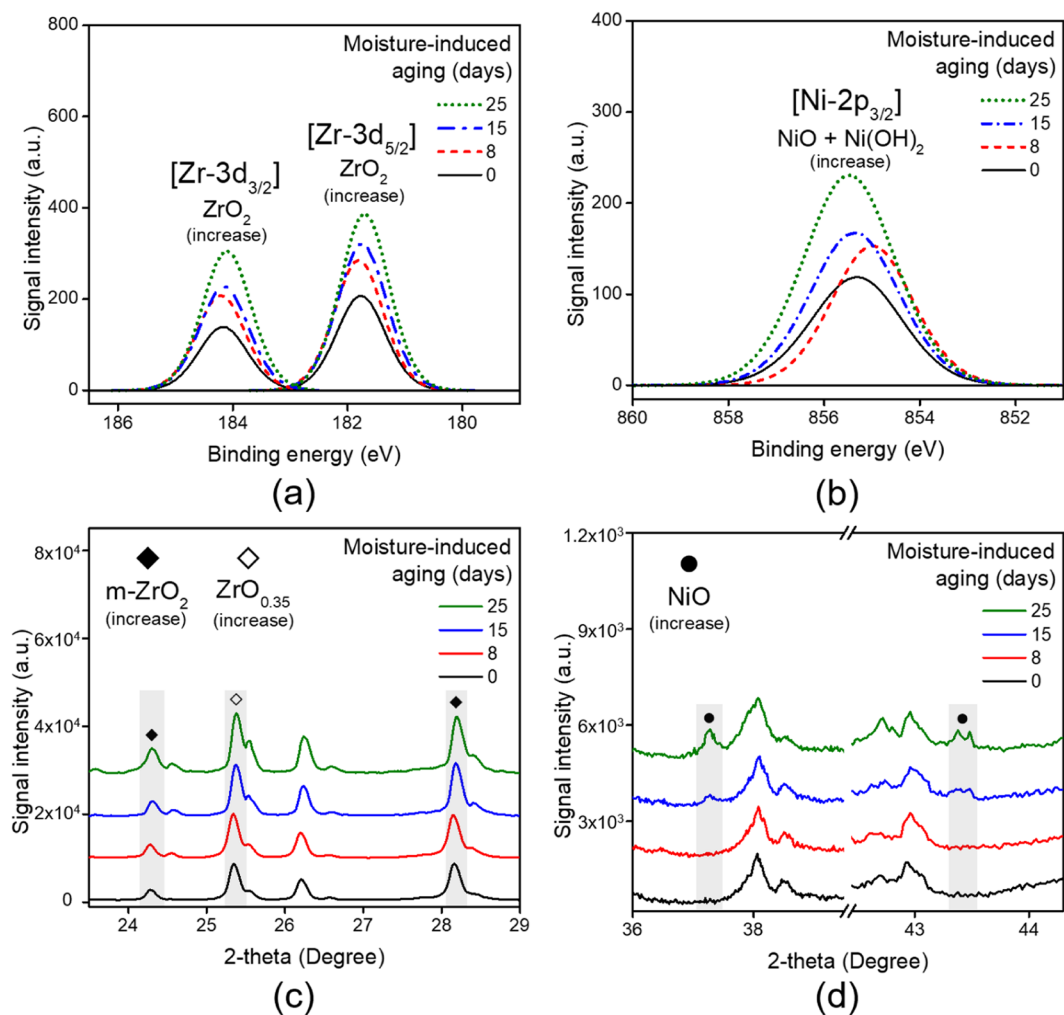 800
600
400
200
0
Signal intensity (a.u.)
Moisture-induced
aging (days)
25
15
8
0
[Zr-3d3/2]
ZrO2
(increase)
[Zr-3d5/2]
ZrO2
(increase)
186
184
182
180
Binding energy (eV)
(a)
400
300
200
100
0
Signal intensity (a.u.)
Moisture-induced
aging (days)
25
15
8
0
[Ni-2p3/2]
NiO + Ni(OH)2
(increase)
860
858
856
854
852
Binding energy (eV)
(b)
8x10^4
6x10^4
4x10^4
2x10^4
0
Signal intensity (a.u.)
m-ZrO2
(increase)
ZrO0.35
(increase)
Moisture-induced
aging (days)
25
15
8
0
24
25
26
27
28
29
2-theta (Degree)
(c)
1.2x10^3
9x10^3
6x10^3
3x10^3
Signal intensity (a.u.)
NiO
(increase)
Moisture-induced
aging (days)
25
15
8
0
36
38
43
44
2-theta (Degree)
(d)